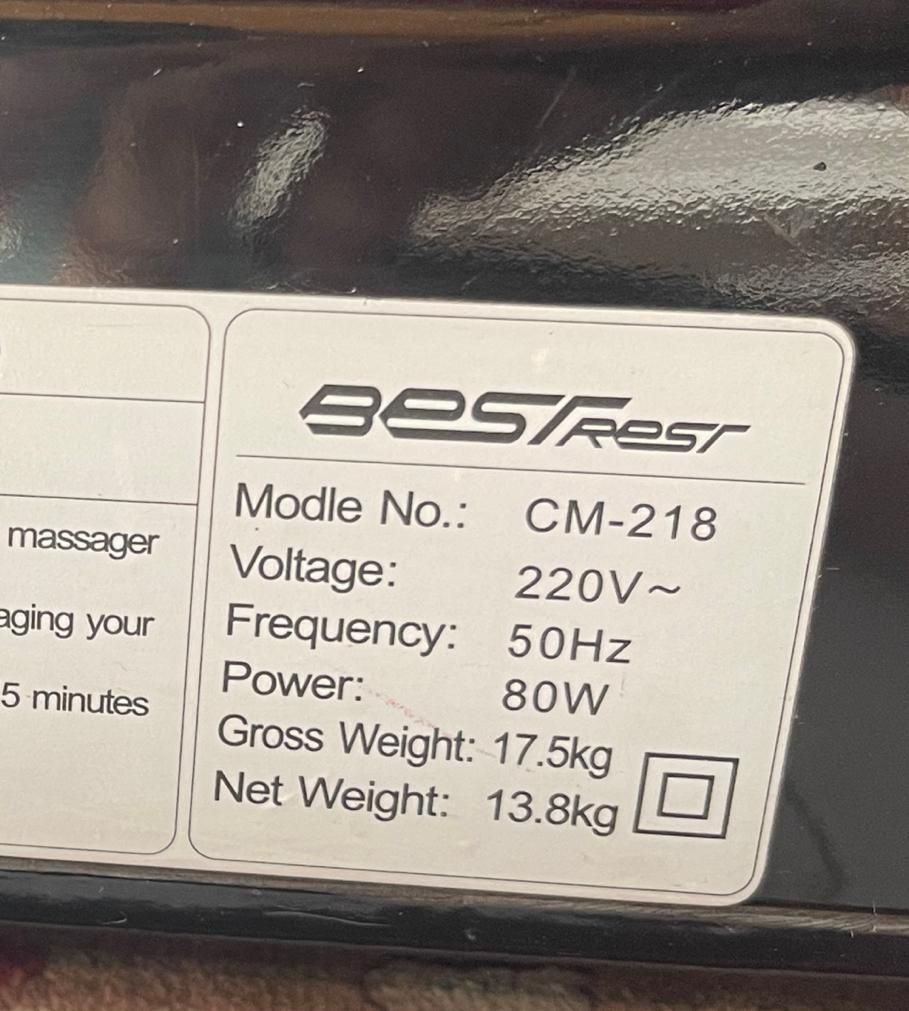 massager
aging your
5 minutes
BestRest
Modle No.: CM-218
Voltage: 220V~
Frequency: 50Hz
Power: 80W
Gross Weight: 17.5kg
Net Weight: 13.8kg